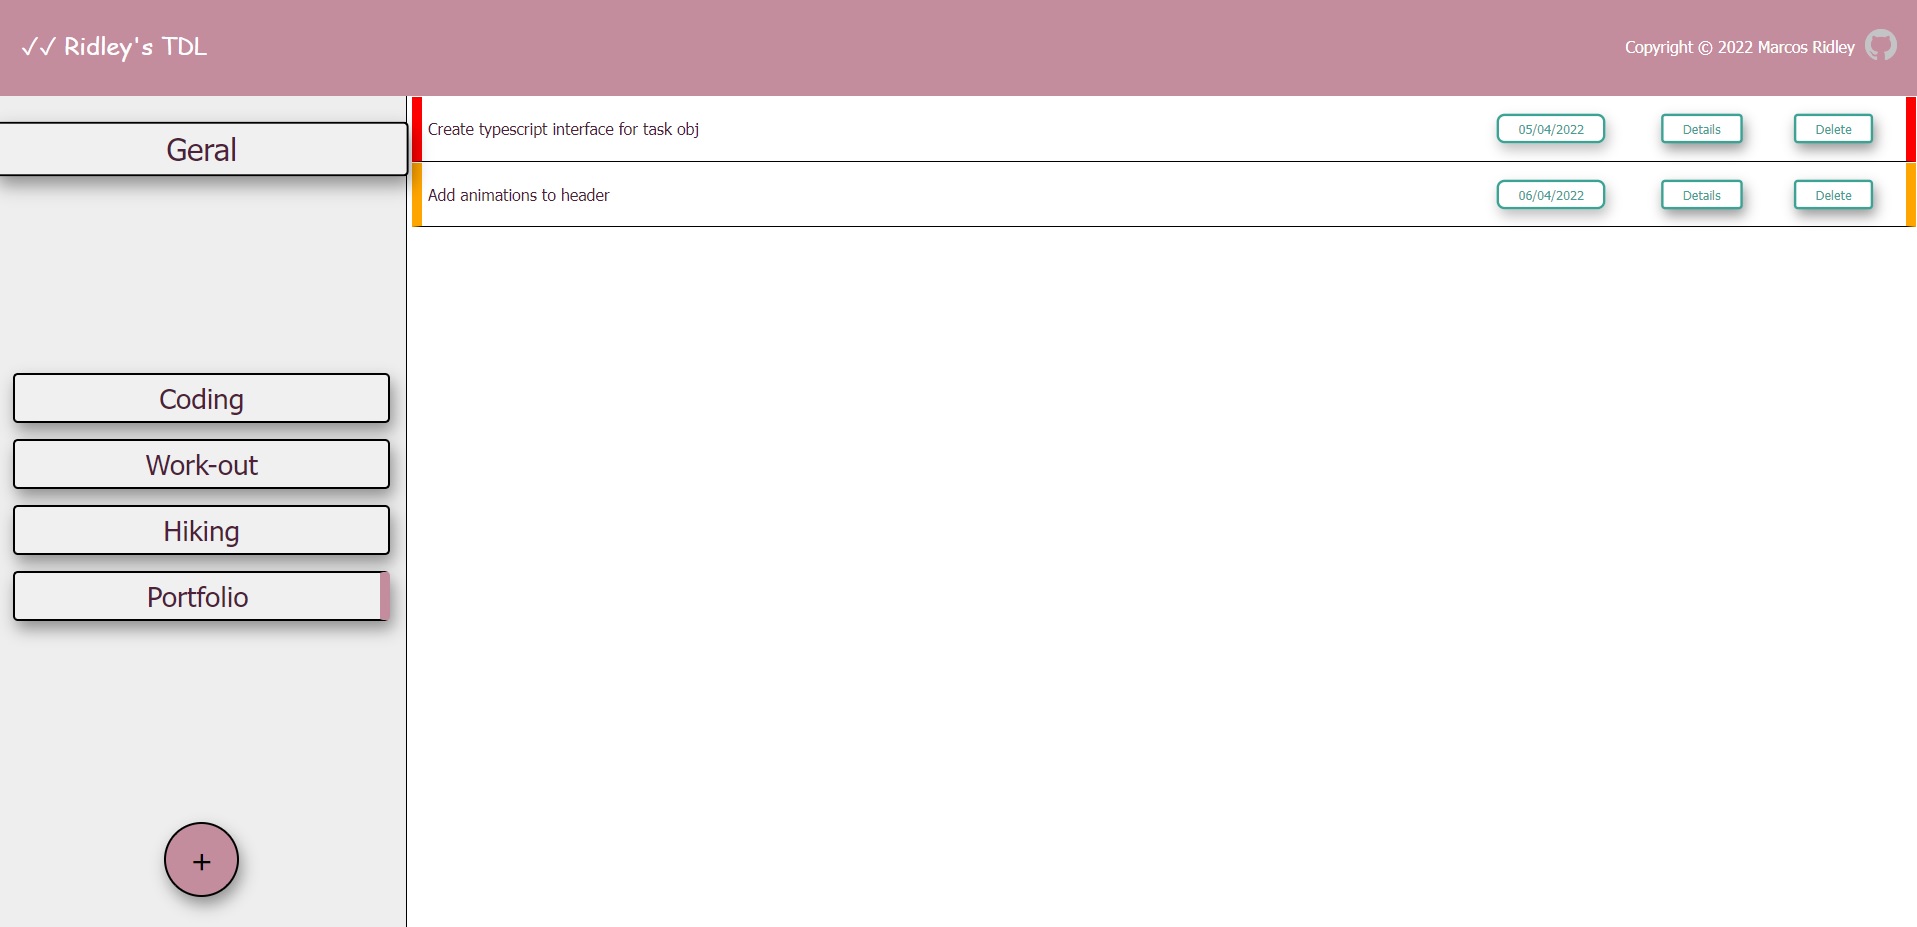 ✓✓ Ridley's TDL
Copyright © 2022 Marcos Ridley
Geral
Coding
Work-out
Hiking
Portfolio
+
Create typescript interface for task obj 05/04/2022 Details Delete
Add animations to header 06/04/2022 Details Delete